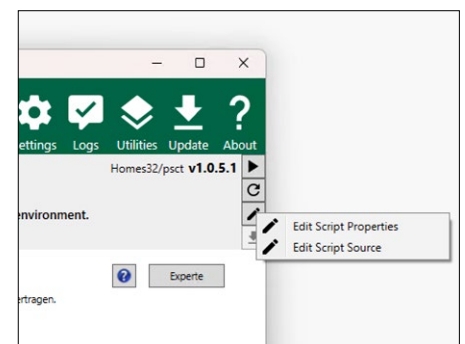 ettings Logs Utilities Update About
Homes32/psct v1.0.5.1
environment.
Edit Script Properties
Edit Script Source
? Experte
ertragen.